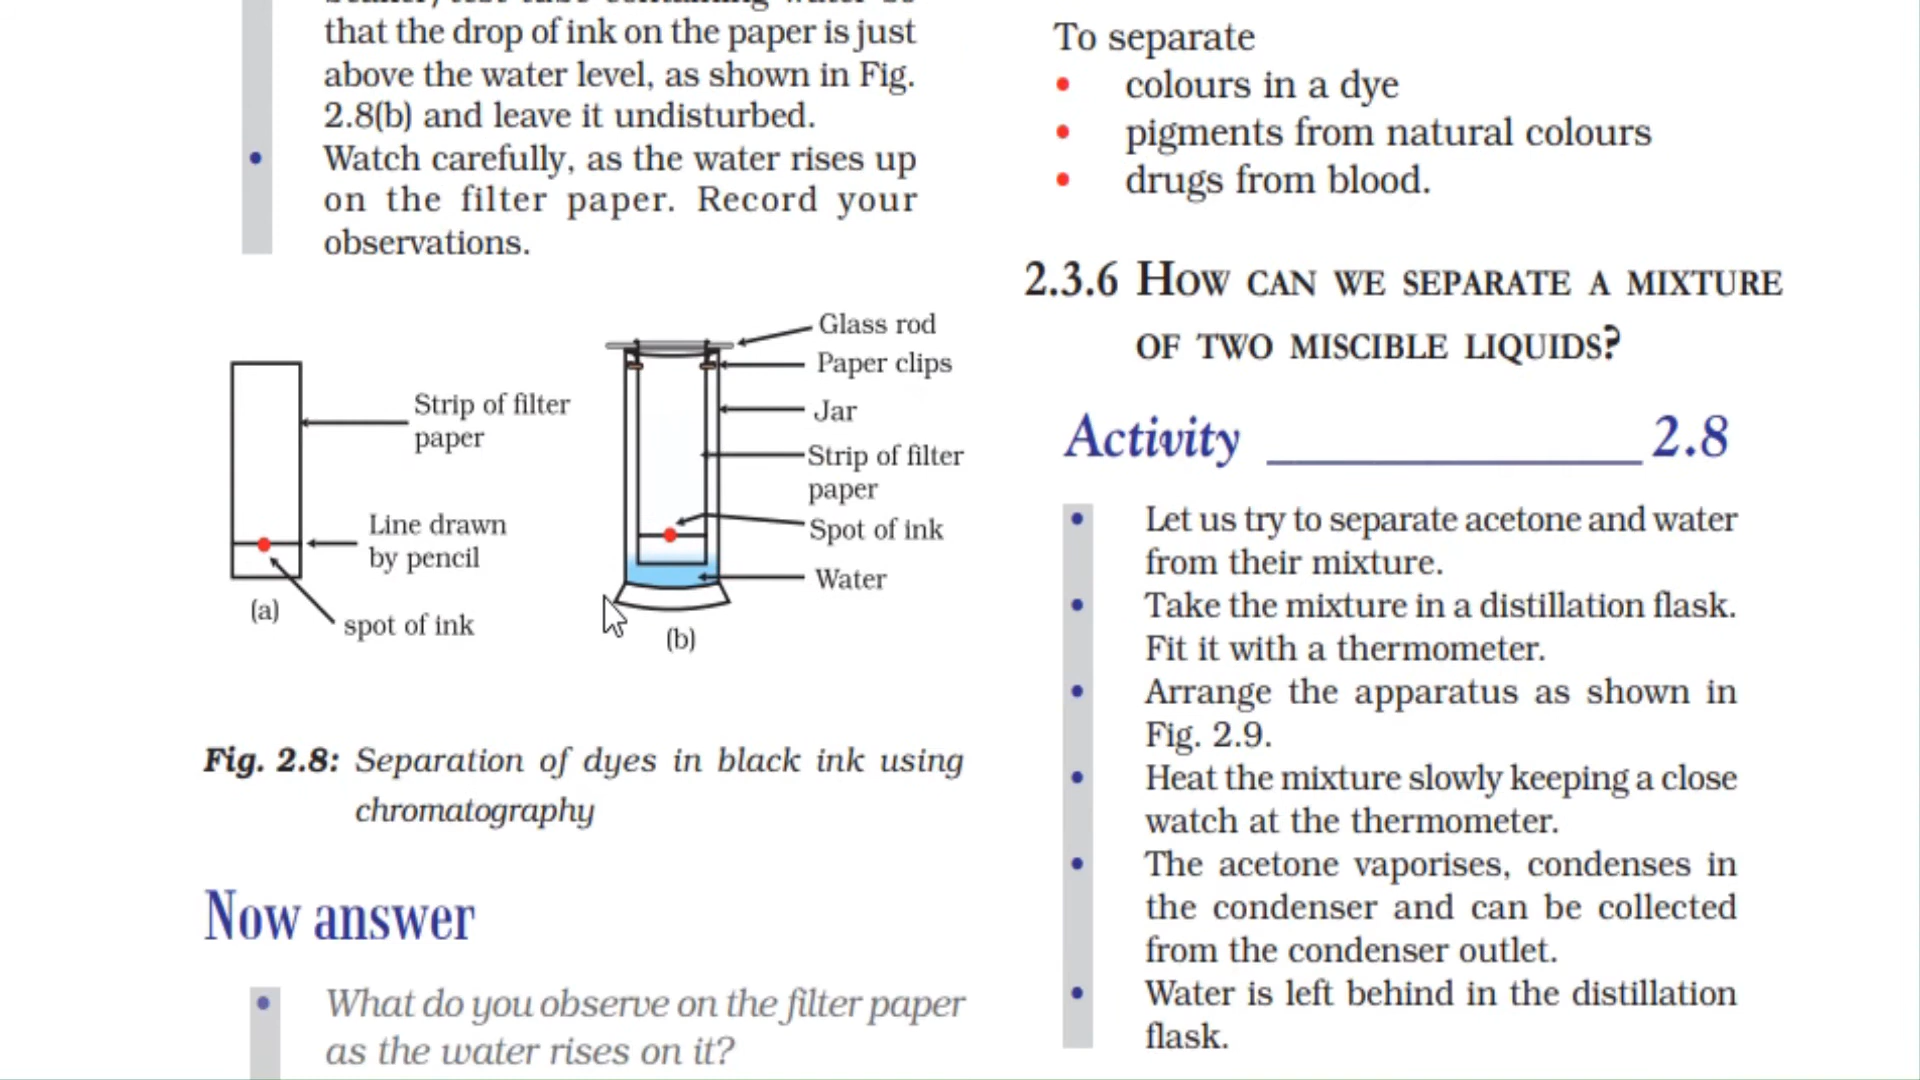 that the drop of ink on the paper is just
above the water level, as shown in Fig.
2.8(b) and leave it undisturbed.
• Watch carefully, as the water rises up
on the filter paper. Record your
observations.
Strip of filter
paper
Line drawn
by pencil
spot of ink
(a)
Glass rod
Paper clips
Jar
Strip of filter
paper
Spot of ink
Water
(b)
Fig. 2.8: Separation of dyes in black ink using
chromatography
Now answer
• What do you observe on the filter paper
as the water rises on it?
To separate
• colours in a dye
• pigments from natural colours
• drugs from blood.
2.3.6 HOW CAN WE SEPARATE A MIXTURE
OF TWO MISCIBLE LIQUIDS?
Activity ______________ 2.8
• Let us try to separate acetone and water
from their mixture.
• Take the mixture in a distillation flask.
Fit it with a thermometer.
• Arrange the apparatus as shown in
Fig. 2.9.
• Heat the mixture slowly keeping a close
watch at the thermometer.
• The acetone vaporises, condenses in
the condenser and can be collected
from the condenser outlet.
• Water is left behind in the distillation
flask.